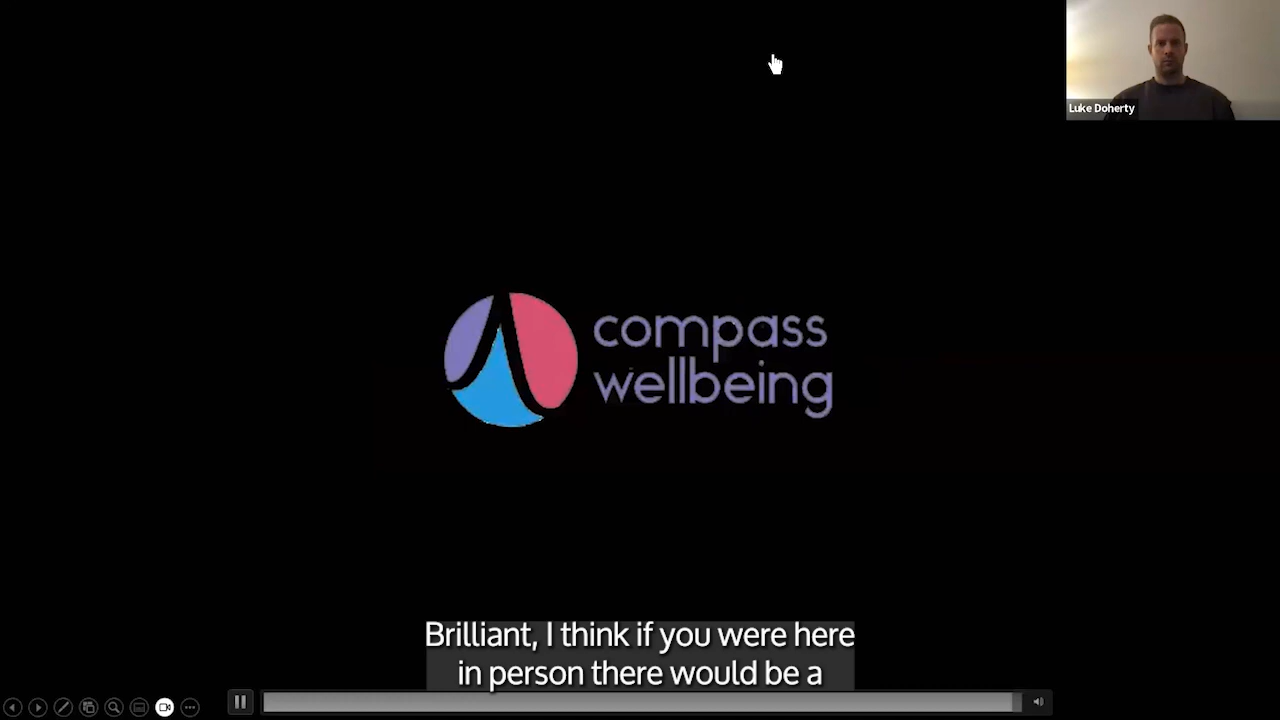 Luke Doherty
compass
wellbeing
Brilliant, I think if you were here
in person there would be a